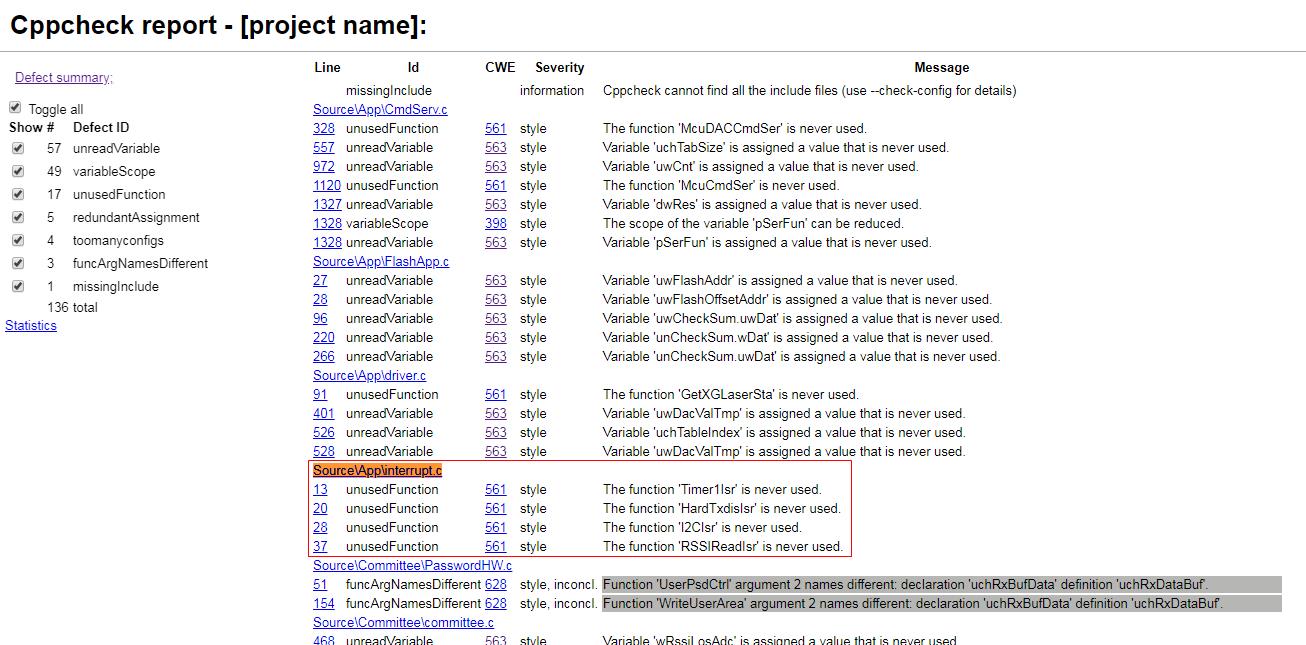 Cppcheck report - [project name]:
Defect summary;
Toggle all
Show # Defect ID
57 unreadVariable
49 variableScope
17 unusedFunction
5 redundantAssignment
4 toomanyconfigs
3 funcArgNamesDifferent
1 missingInclude
136 total
Statistics
Line Id CWE Severity Message
missingInclude information Cppcheck cannot find all the include files (use --check-config for details)
Source\App\CmdServ.c
328 unusedFunction 561 style The function 'McuDACCmdSer' is never used.
557 unreadVariable 563 style Variable 'uchTabSize' is assigned a value that is never used.
972 unreadVariable 563 style Variable 'uwCnt' is assigned a value that is never used.
1120 unusedFunction 561 style The function 'McuCmdSer' is never used.
1327 unreadVariable 563 style Variable 'dwRes' is assigned a value that is never used.
1328 variableScope 398 style The scope of the variable 'pSerFun' can be reduced.
1328 unreadVariable 563 style Variable 'pSerFun' is assigned a value that is never used.
Source\App\FlashApp.c
27 unreadVariable 563 style Variable 'uwFlashAddr' is assigned a value that is never used.
28 unreadVariable 563 style Variable 'uwFlashOffsetAddr' is assigned a value that is never used.
96 unreadVariable 563 style Variable 'uwCheckSum.uwDat' is assigned a value that is never used.
220 unreadVariable 563 style Variable 'unCheckSum.wDat' is assigned a value that is never used.
266 unreadVariable 563 style Variable 'unCheckSum.uwDat' is assigned a value that is never used.
Source\App\driver.c
91 unusedFunction 561 style The function 'GetXGLaserSta' is never used.
401 unreadVariable 563 style Variable 'uwDacValTmp' is assigned a value that is never used.
526 unreadVariable 563 style Variable 'uchTableIndex' is assigned a value that is never used.
528 unreadVariable 563 style Variable 'uwDacValTmp' is assigned a value that is never used.
Source\App\interrupt.c
13 unusedFunction 561 style The function 'Timer1Isr' is never used.
20 unusedFunction 561 style The function 'HardTxdisIsr' is never used.
28 unusedFunction 561 style The function 'I2CIsr' is never used.
37 unusedFunction 561 style The function 'RSSIReadIsr' is never used.
Source\Committee\PasswordHW.c
51 funcArgNamesDifferent 628 style, inconcl. Function 'UserPsdCtrl' argument 2 names different: declaration 'uchRxBufData' definition 'uchRxDataBuf'.
154 funcArgNamesDifferent 628 style, inconcl. Function 'WriteUserArea' argument 2 names different: declaration 'uchRxBufData' definition 'uchRxDataBuf'.
Source\Committee\committee.c
468 unreadVariable 563 style Variable 'wRssiLosAdc' is assigned a value that is never used.